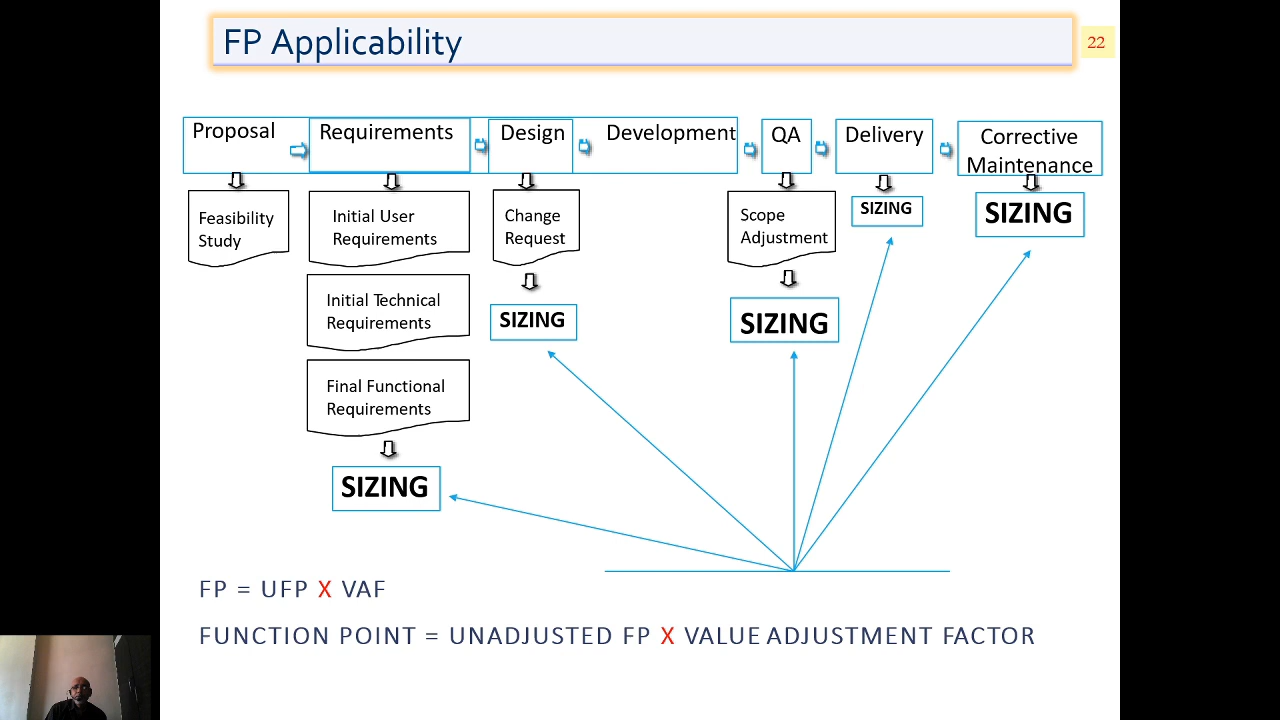 FP Applicability
22
Proposal
Requirements
Design
Development
QA
Delivery
Corrective
Maintenance
Feasibility
Study
Initial User
Requirements
Change
Request
Scope
Adjustment
SIZING
SIZING
Initial Technical
Requirements
SIZING
SIZING
Final Functional
Requirements
SIZING
FP = UFP X VAF
FUNCTION POINT = UNADJUSTED FP X VALUE ADJUSTMENT FACTOR